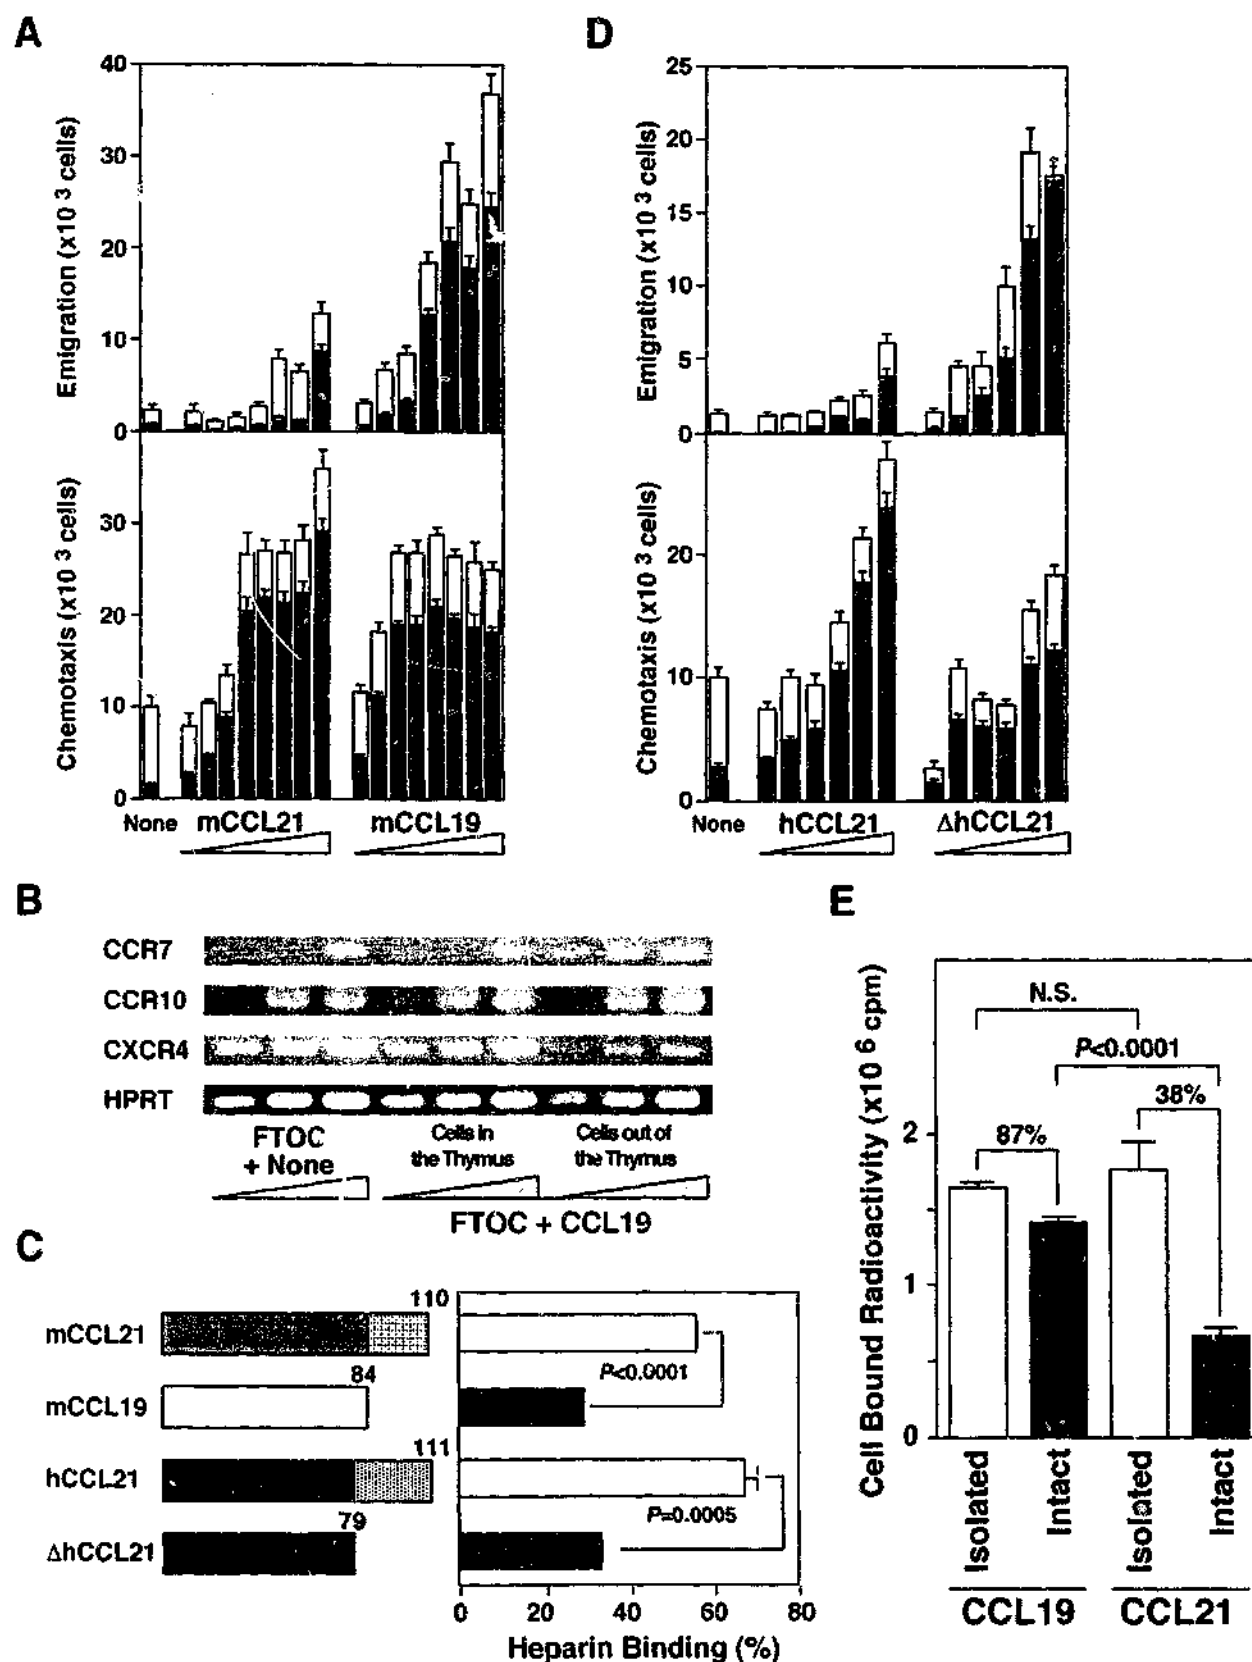 A
40
30
20
10
0
Emigration (x10 3 cells)
30
20
10
0
Chemotaxis (x10 3 cells)
None mCCL21 mCCL19
D
25
20
15
10
5
0
Emigration (x10 3 cells)
20
10
0
Chemotaxis (x10 3 cells)
None hCCL21 ΔhCCL21
B
CCR7
CCR10
CXCR4
HPRT
FTOC
+ None
Cells in
the Thymus
Cells out of
the Thymus
FTOC + CCL19
C
mCCL21
110
mCCL19
84
hCCL21
111
ΔhCCL21
79
P<0.0001
P=0.0005
0 20 40 60 80
Heparin Binding (%)
E
N.S.
P<0.0001
38%
87%
2
1
0
Cell Bound Radioactivity (x10 6 cpm)
Isolated
Intact
Isolated
Intact
CCL19 CCL21